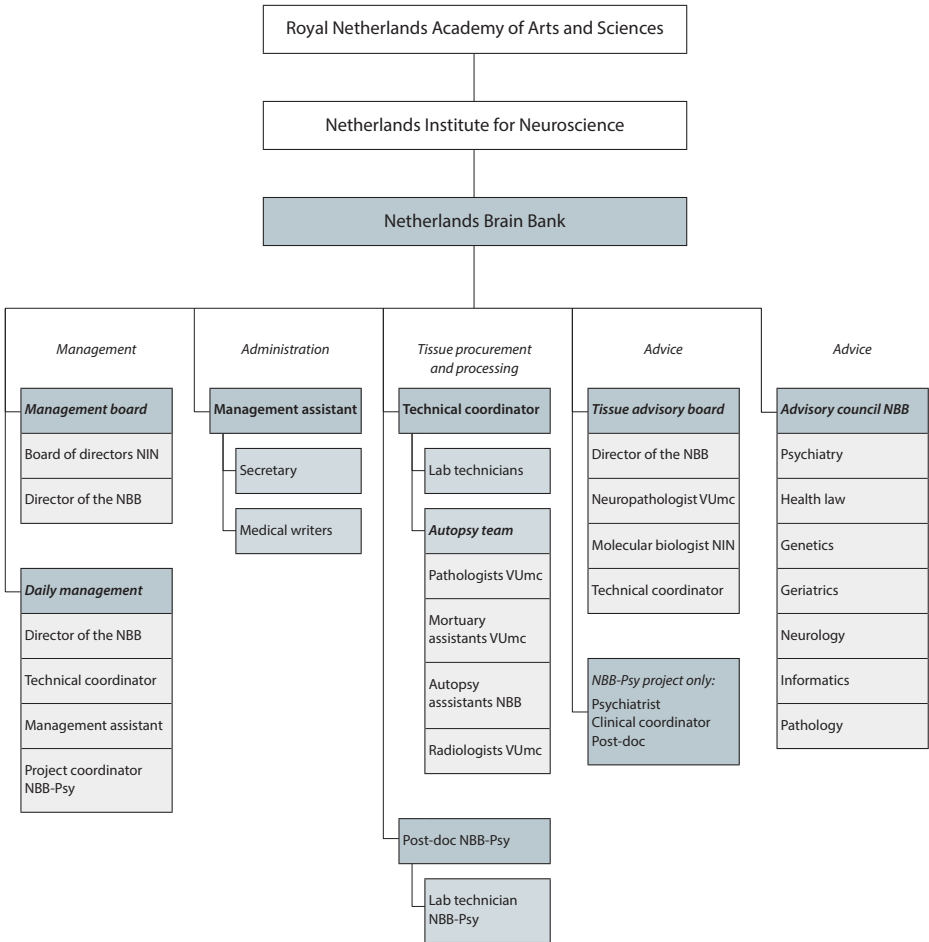 Royal Netherlands Academy of Arts and Sciences
Netherlands Institute for Neuroscience
Netherlands Brain Bank
Management
Management board
Board of directors NIN
Director of the NBB
Daily management
Director of the NBB
Technical coordinator
Management assistant
Project coordinator
NBB-Psy
Administration
Management assistant
Secretary
Medical writers
Tissue procurement
and processing
Technical coordinator
Lab technicians
Autopsy team
Pathologists VUmc
Mortuary
assistants VUmc
Autopsy
asssistants NBB
Radiologists VUmc
Post-doc NBB-Psy
Lab technician
NBB-Psy
Advice
Tissue advisory board
Director of the NBB
Neuropathologist VUmc
Molecular biologist NIN
Technical coordinator
NBB-Psy project only:
Psychiatrist
Clinical coordinator
Post-doc
Advice
Advisory council NBB
Psychiatry
Health law
Genetics
Geriatrics
Neurology
Informatics
Pathology